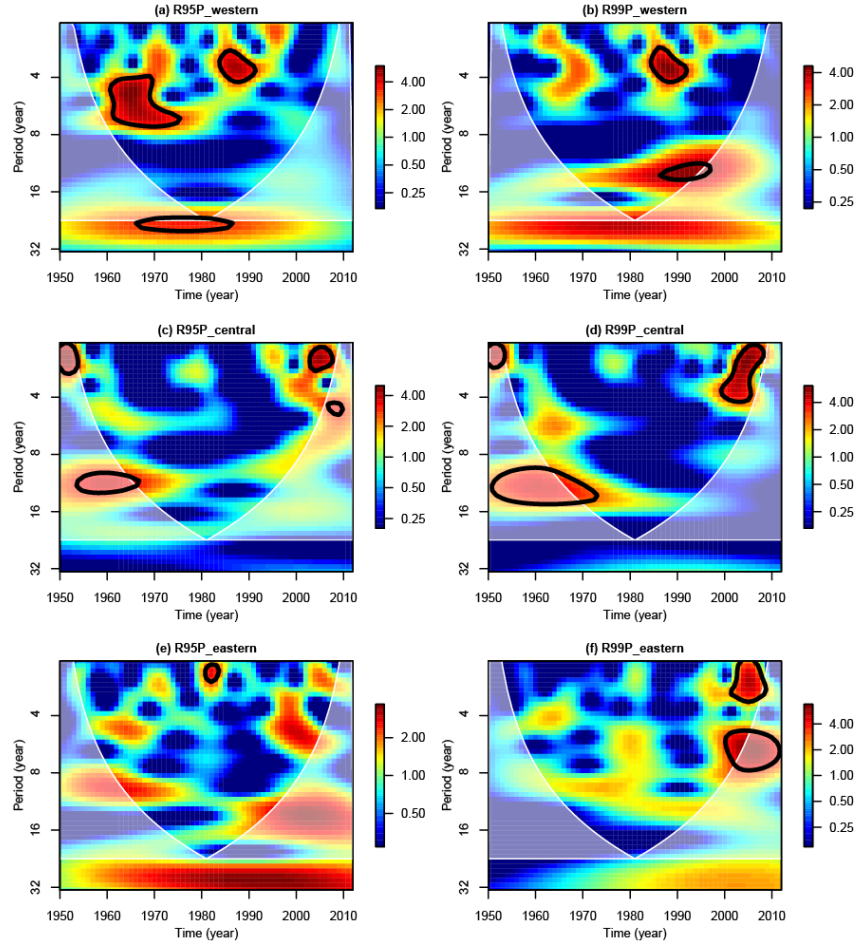 (a) R95P_western
Period (year)
4
8
16
32
1950 1960 1970 1980 1990 2000 2010
Time (year)
4.00
2.00
1.00
0.50
0.25
(b) R99P_western
Period (year)
4
8
16
32
1950 1960 1970 1980 1990 2000 2010
Time (year)
4.00
2.00
1.00
0.50
0.25
(c) R95P_central
Period (year)
4
8
16
32
1950 1960 1970 1980 1990 2000 2010
Time (year)
4.00
2.00
1.00
0.50
0.25
(d) R99P_central
Period (year)
4
8
16
32
1950 1960 1970 1980 1990 2000 2010
Time (year)
4.00
2.00
1.00
0.50
0.25
(e) R95P_eastern
Period (year)
4
8
16
32
1950 1960 1970 1980 1990 2000 2010
Time (year)
2.00
1.00
0.50
(f) R99P_eastern
Period (year)
4
8
16
32
1950 1960 1970 1980 1990 2000 2010
Time (year)
4.00
2.00
1.00
0.50
0.25